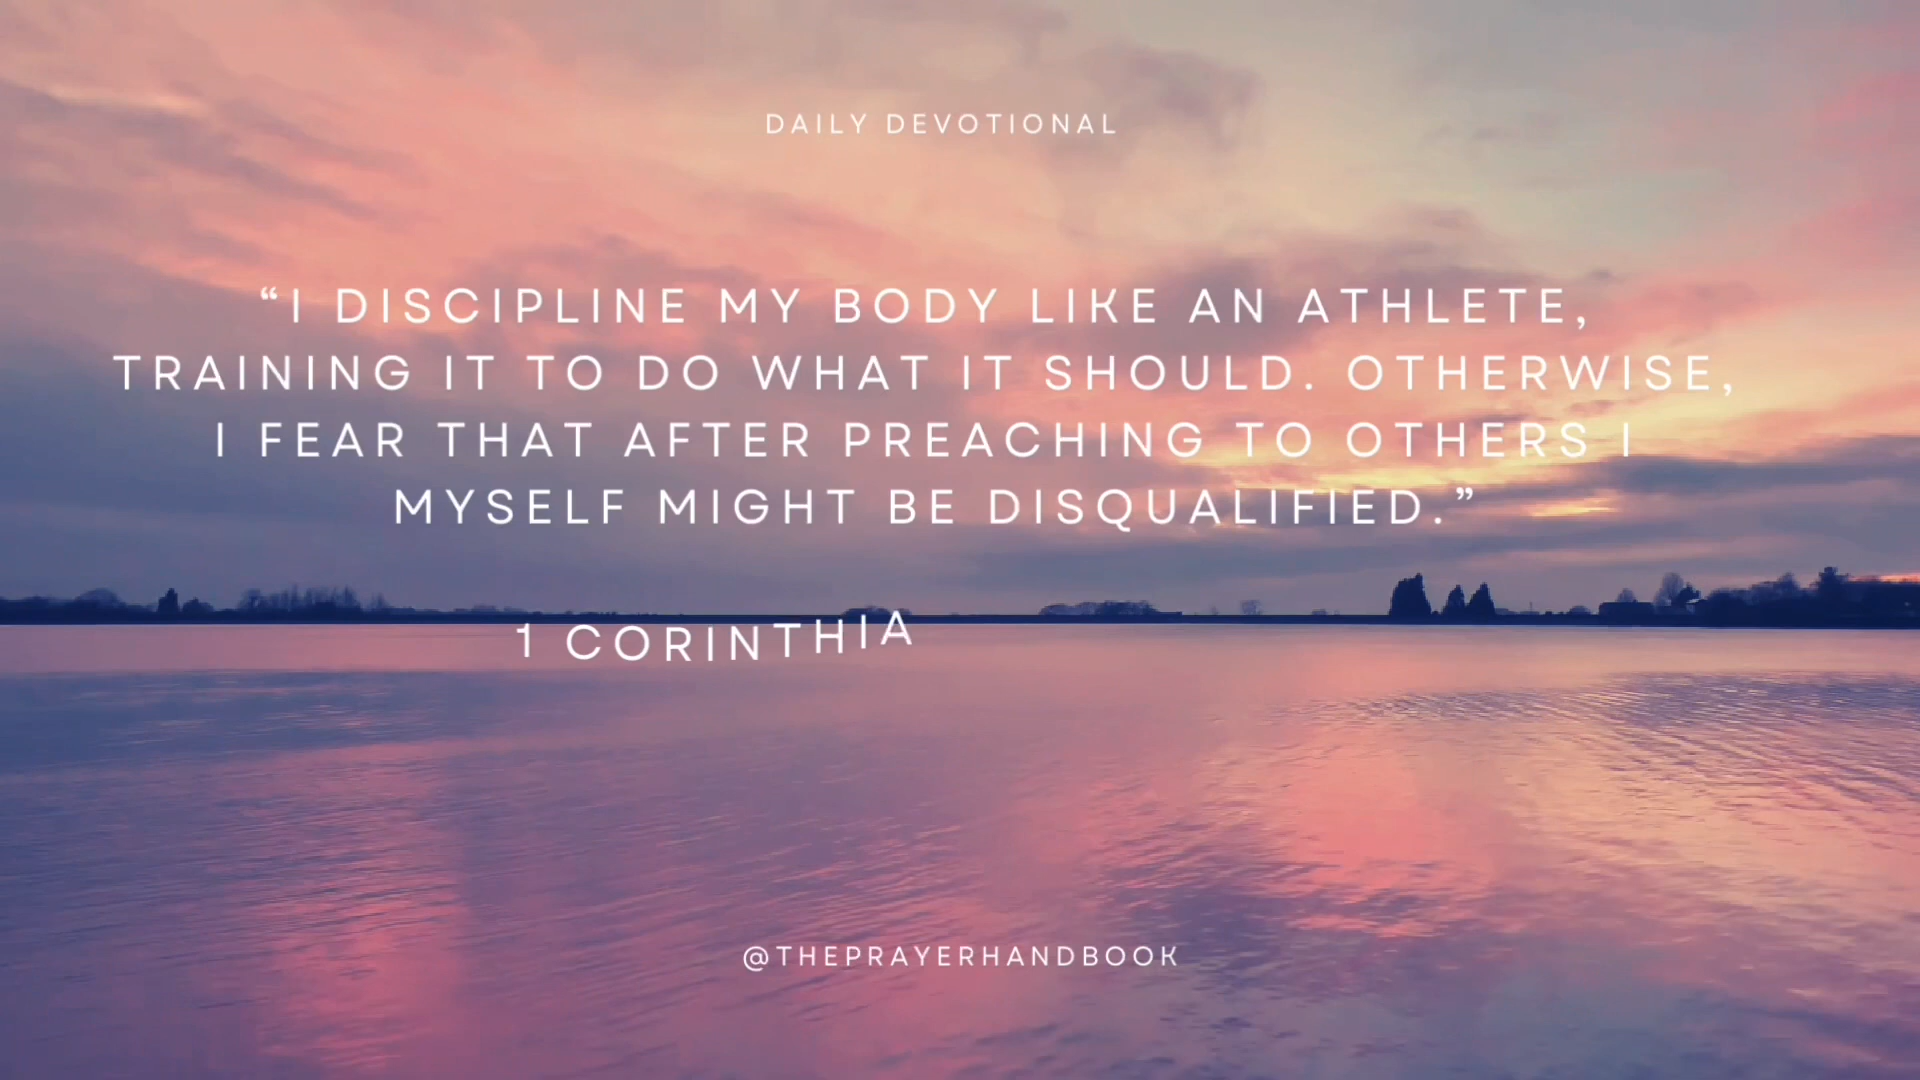 DAILY DEVOTIONAL
“I DISCIPLINE MY BODY LIKE AN ATHLETE,
TRAINING IT TO DO WHAT IT SHOULD. OTHERWISE,
I FEAR THAT AFTER PREACHING TO OTHERS I
MYSELF MIGHT BE DISQUALIFIED.”
1 CORINTHIA
@THEPRAYERHANDBOOK